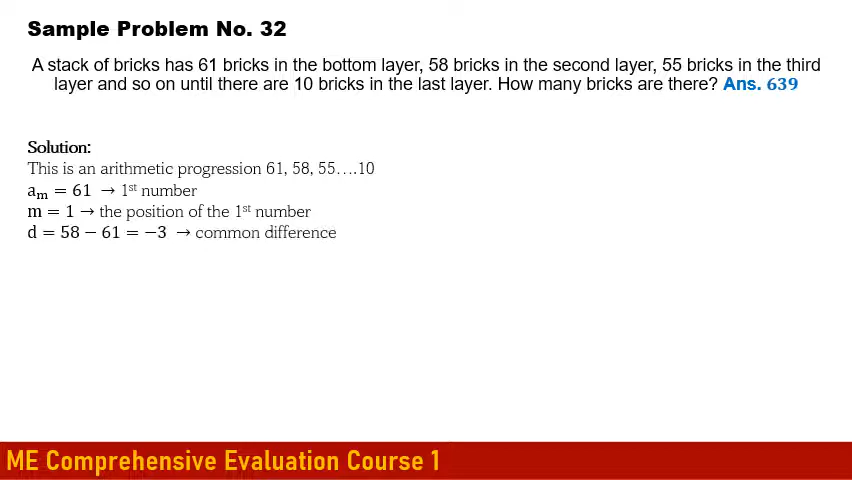 Sample Problem No. 32
A stack of bricks has 61 bricks in the bottom layer, 58 bricks in the second layer, 55 bricks in the third
layer and so on until there are 10 bricks in the last layer. How many bricks are there? Ans. 639
Solution:
This is an arithmetic progression 61, 58, 55….10
aₘ = 61 → 1ˢᵗ number
m = 1 → the position of the 1ˢᵗ number
d = 58 − 61 = −3 → common difference
ME Comprehensive Evaluation Course 1